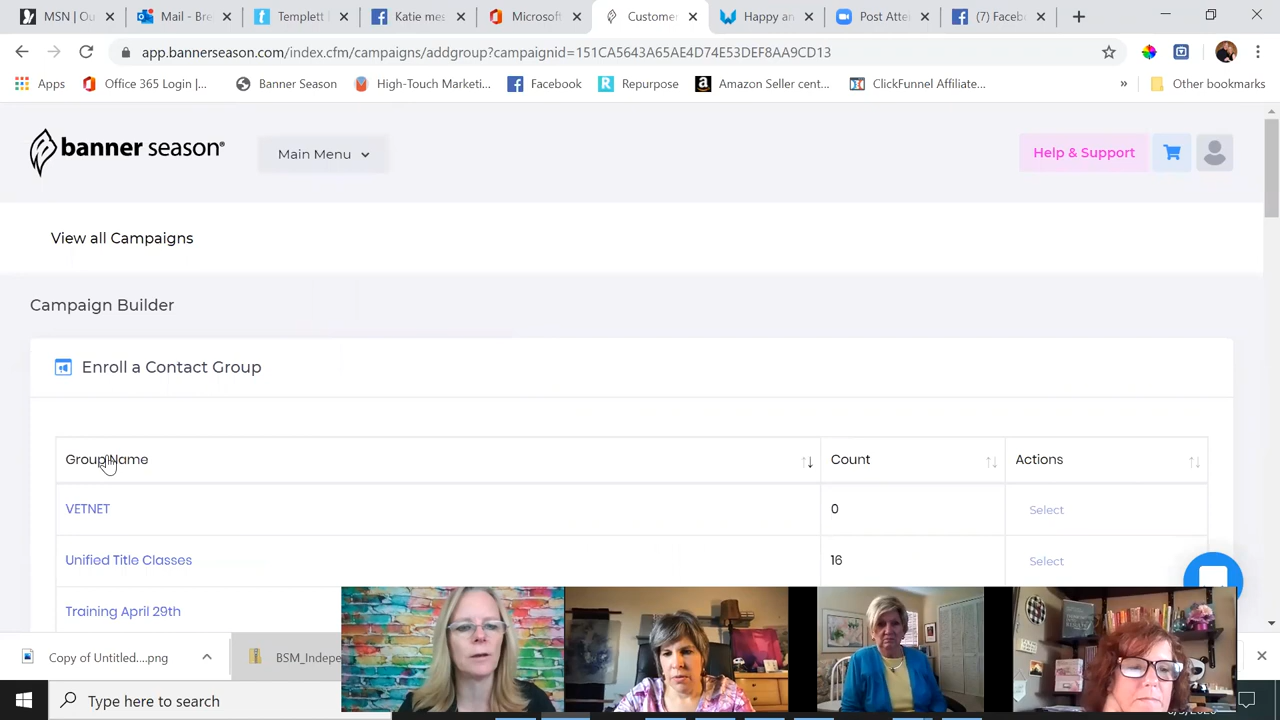 MSN | Ou
Mail - Bre
Templett
Katie mes
Microsoft
Customer
Happy an
Post Atte
(7) Faceb
app.bannerseason.com/index.cfm/campaigns/addgroup?campaignid=151CA5643A65AE4D74E53DEF8AA9CD13
Apps
Office 365 Login |...
Banner Season
High-Touch Marketi...
Facebook
Repurpose
Amazon Seller cent...
ClickFunnel Affiliate...
»
Other bookmarks
banner season
Main Menu
Help & Support
View all Campaigns
Campaign Builder
Enroll a Contact Group
Group Name
Count
Actions
VETNET
0
Select
Unified Title Classes
16
Select
Training April 29th
Copy of Untitled....png
BSM_Indepe
Type here to search